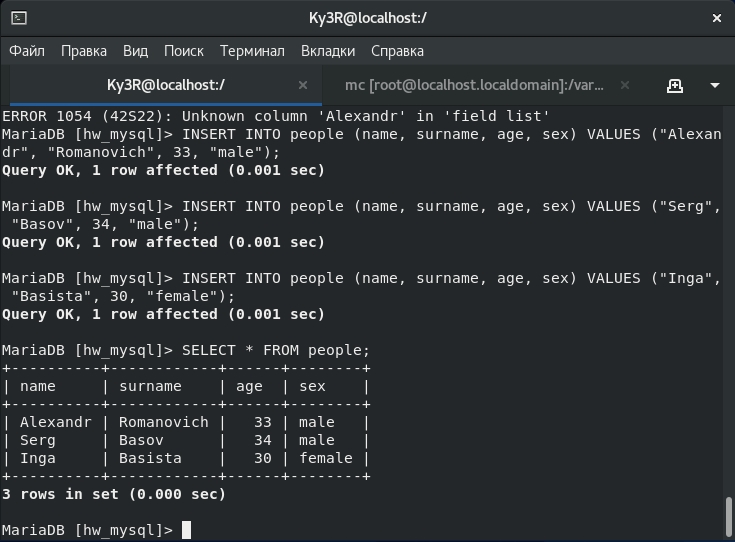 Ky3R@localhost:/
Файл Правка Вид Поиск Терминал Вкладки Справка
Ky3R@localhost:/ mc [root@localhost.localdomain]:/var...
ERROR 1054 (42S22): Unknown column 'Alexandr' in 'field list'
MariaDB [hw_mysql]> INSERT INTO people (name, surname, age, sex) VALUES ("Alexan
dr", "Romanovich", 33, "male");
Query OK, 1 row affected (0.001 sec)

MariaDB [hw_mysql]> INSERT INTO people (name, surname, age, sex) VALUES ("Serg",
 "Basov", 34, "male");
Query OK, 1 row affected (0.001 sec)

MariaDB [hw_mysql]> INSERT INTO people (name, surname, age, sex) VALUES ("Inga",
 "Basista", 30, "female");
Query OK, 1 row affected (0.001 sec)

MariaDB [hw_mysql]> SELECT * FROM people;
+----------+------------+------+--------+
| name     | surname    | age  | sex    |
+----------+------------+------+--------+
| Alexandr | Romanovich |   33 | male   |
| Serg     | Basov      |   34 | male   |
| Inga     | Basista    |   30 | female |
+----------+------------+------+--------+
3 rows in set (0.000 sec)

MariaDB [hw_mysql]>